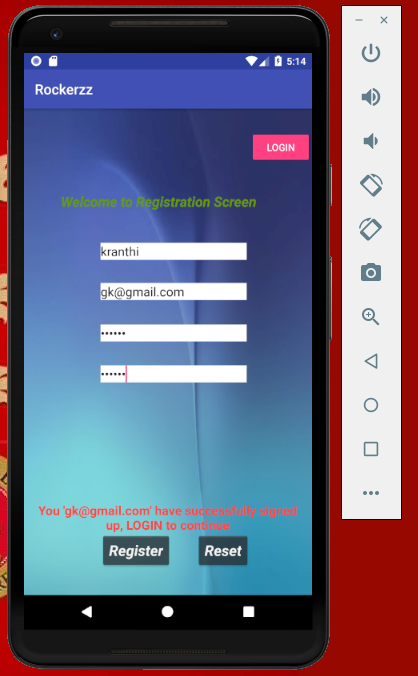 5:14
Rockerzz
LOGIN
Welcome to Registration Screen
kranthi
gk@gmail.com
••••••
••••••
You 'gk@gmail.com' have successfully signed
up, LOGIN to continue
Register
Reset